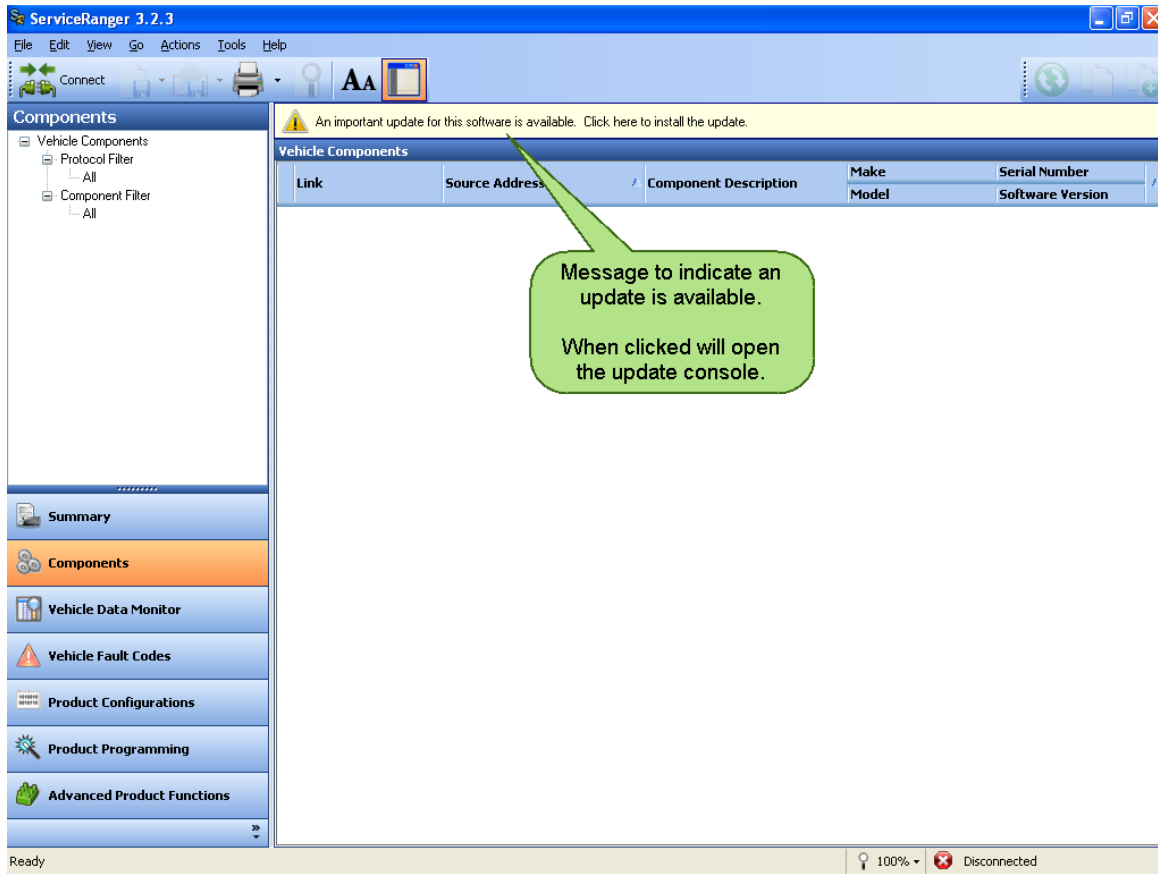 ServiceRanger 3.2.3
File Edit View Go Actions Tools Help
Connect AA
Components
Vehicle Components
Protocol Filter
All
Component Filter
All
An important update for this software is available. Click here to install the update.
Vehicle Components
Link Source Address Component Description Make Serial Number
Model Software Version
Message to indicate an
update is available.
When clicked will open
the update console.
Summary
Components
Vehicle Data Monitor
Vehicle Fault Codes
Product Configurations
Product Programming
Advanced Product Functions
Ready 100% Disconnected